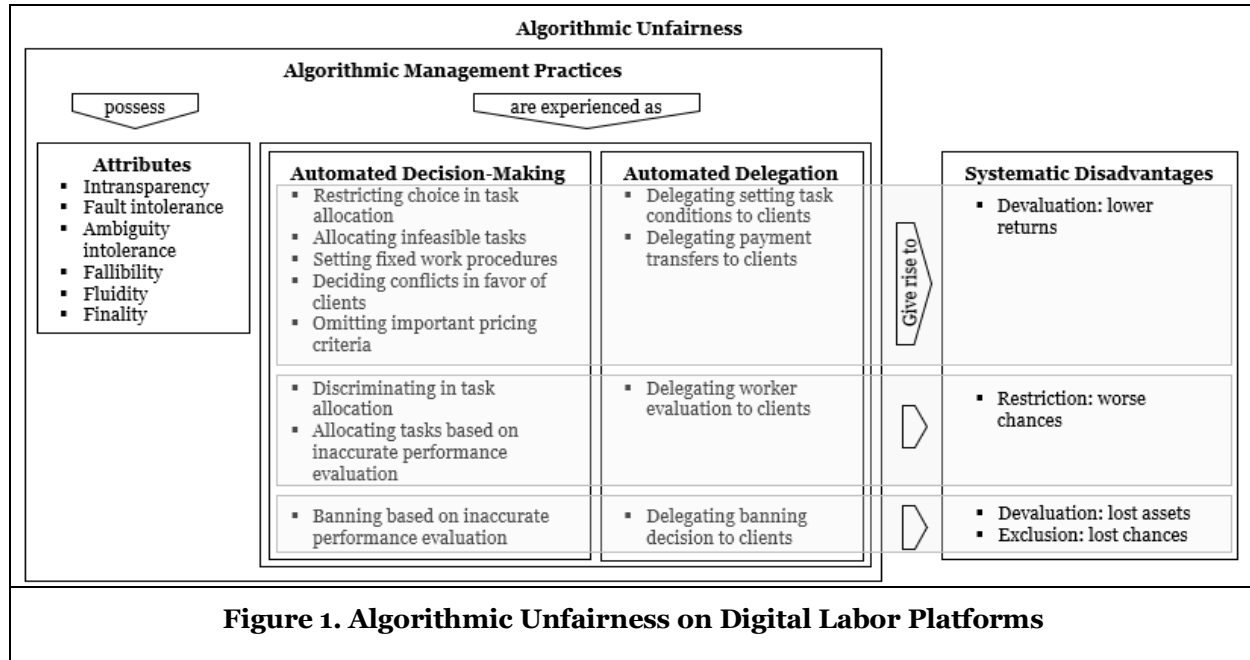 Algorithmic Unfairness
Algorithmic Management Practices
possess
are experienced as
Attributes
▪ Intransparency
▪ Fault intolerance
▪ Ambiguity
intolerance
▪ Fallibility
▪ Fluidity
▪ Finality
Automated Decision-Making
▪ Restricting choice in task
allocation
▪ Allocating infeasible tasks
▪ Setting fixed work procedures
▪ Deciding conflicts in favor of
clients
▪ Omitting important pricing
criteria
▪ Discriminating in task
allocation
▪ Allocating tasks based on
inaccurate performance
evaluation
▪ Banning based on inaccurate
performance evaluation
Automated Delegation
▪ Delegating setting task
conditions to clients
▪ Delegating payment
transfers to clients
▪ Delegating worker
evaluation to clients
▪ Delegating banning
decision to clients
Give rise to
Systematic Disadvantages
▪ Devaluation: lower
returns
▪ Restriction: worse
chances
▪ Devaluation: lost assets
▪ Exclusion: lost chances
Figure 1. Algorithmic Unfairness on Digital Labor Platforms